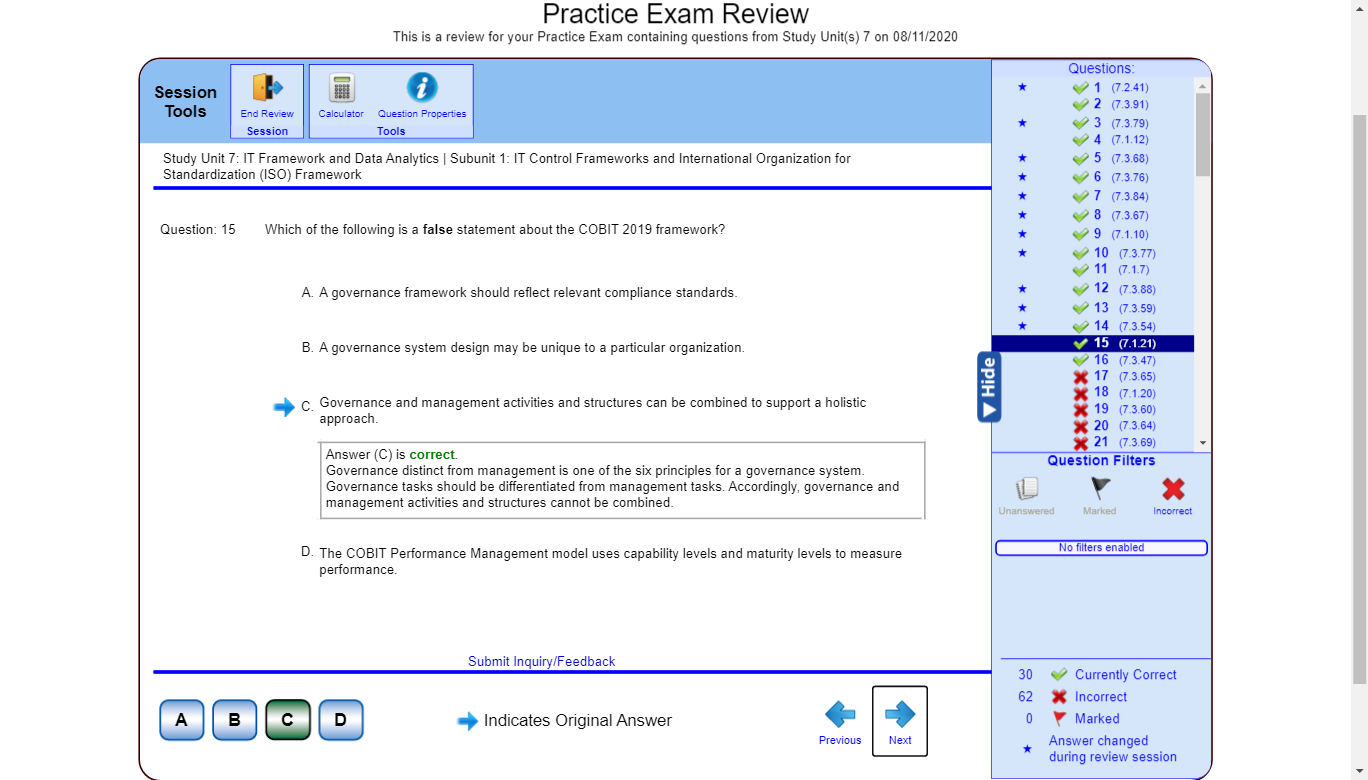 Practice Exam Review
This is a review for your Practice Exam containing questions from Study Unit(s) 7 on 08/11/2020
Session
Tools
End Review
Session
Calculator
Question Properties
Tools
Study Unit 7: IT Framework and Data Analytics | Subunit 1: IT Control Frameworks and International Organization for
Standardization (ISO) Framework
Question: 15
Which of the following is a false statement about the COBIT 2019 framework?
A. A governance framework should reflect relevant compliance standards.
B. A governance system design may be unique to a particular organization.
C. Governance and management activities and structures can be combined to support a holistic
approach.
Answer (C) is correct.
Governance distinct from management is one of the six principles for a governance system.
Governance tasks should be differentiated from management tasks. Accordingly, governance and
management activities and structures cannot be combined.
D. The COBIT Performance Management model uses capability levels and maturity levels to measure
performance.
Submit Inquiry/Feedback
A
B
C
D
Indicates Original Answer
Previous
Next
Hide
Questions:
1 (7.2.41)
2 (7.3.91)
3 (7.3.79)
4 (7.1.12)
5 (7.3.68)
6 (7.3.76)
7 (7.3.84)
8 (7.3.67)
9 (7.1.10)
10 (7.3.77)
11 (7.1.7)
12 (7.3.88)
13 (7.3.59)
14 (7.3.54)
15 (7.1.21)
16 (7.3.47)
17 (7.3.65)
18 (7.1.20)
19 (7.3.60)
20 (7.3.64)
21 (7.3.69)
Question Filters
Unanswered
Marked
Incorrect
No filters enabled
30 Currently Correct
62 Incorrect
0 Marked
Answer changed
during review session